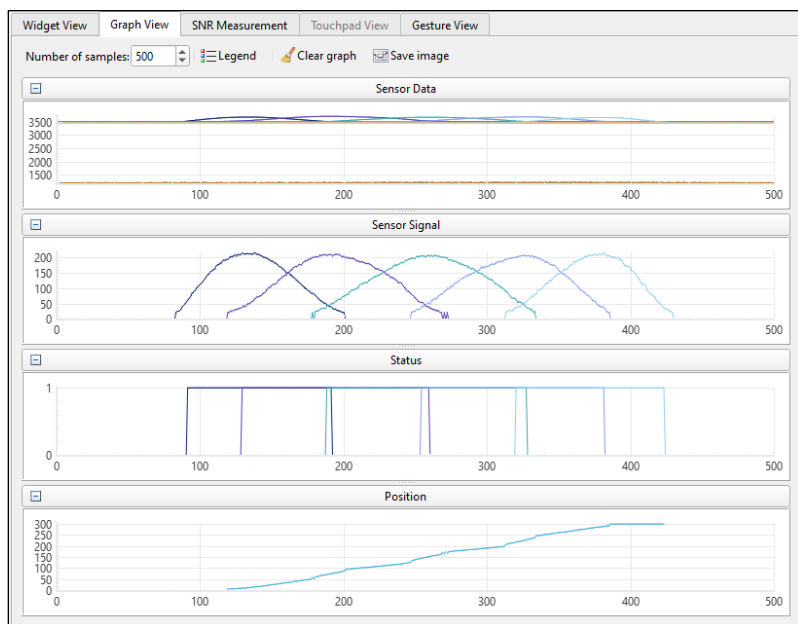 Widget View Graph View SNR Measurement Touchpad View Gesture View
Number of samples: 500 Legend Clear graph Save image
Sensor Data
3500
3000
2500
2000
1500
0 100 200 300 400 500
Sensor Signal
200
150
100
50
0
0 100 200 300 400 500
Status
1
0
0 100 200 300 400 500
Position
300
250
200
150
100
50
0
0 100 200 300 400 500